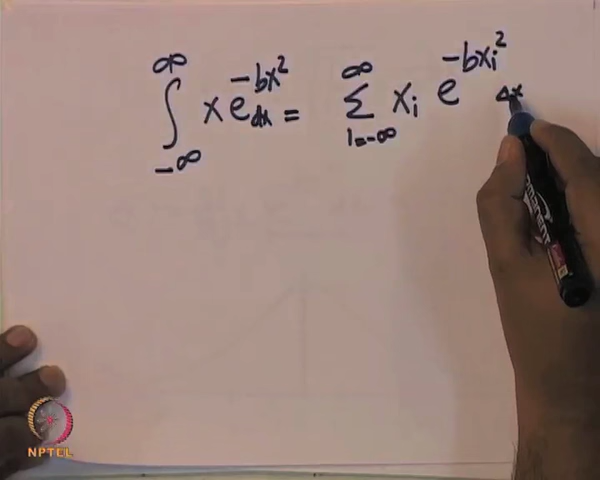 ∫_{-∞}^{∞} x e^{-bx²} dx = Σ_{i=-∞}^{∞} x_i e^{-bx_i²} Δx
NPTEL